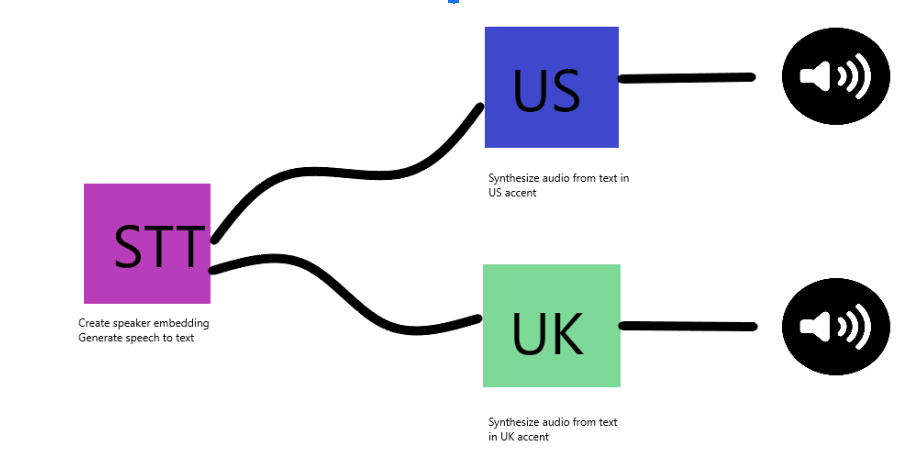 US
Synthesize audio from text in
US accent
STT
Create speaker embedding
Generate speech to text
UK
Synthesize audio from text
in UK accent